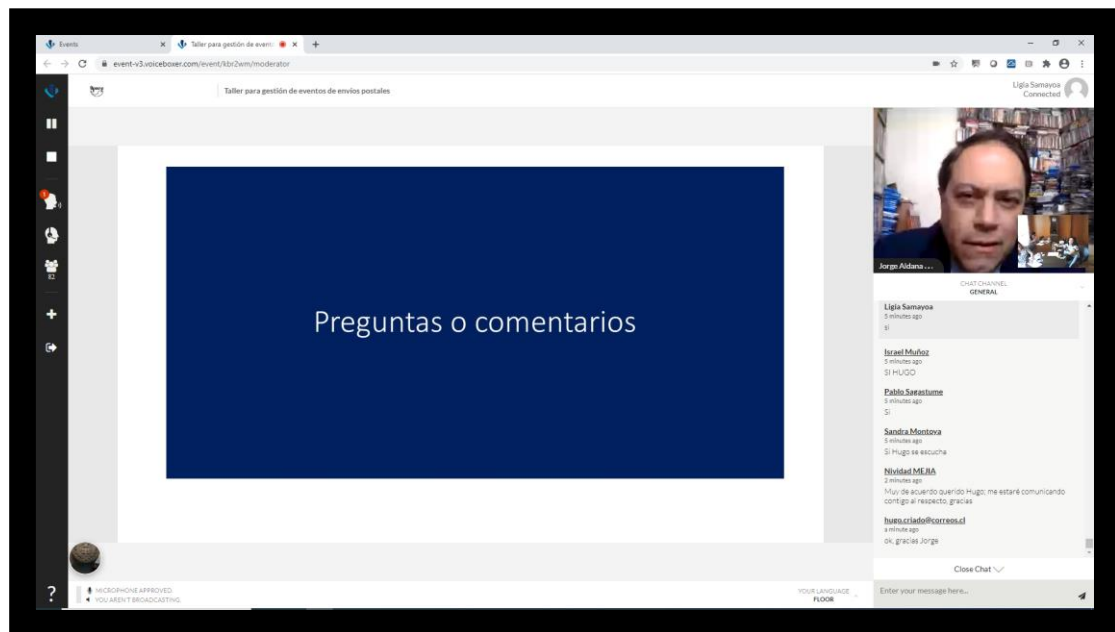 Events
Taller para gestión de event
event-v3.voiceboxer.com/event/kbr2wm/moderator
Taller para gestión de eventos de envíos postales
Ligia Samayoa
Connected
82
Preguntas o comentarios
Jorge Aldana ...
CHAT CHANNEL
GENERAL
Ligia Samayoa
5 minutes ago
si
Israel Muñoz
5 minutes ago
SI HUGO
Pablo Sagastume
5 minutes ago
Si
Sandra Montoya
5 minutes ago
Si Hugo se escucha
Nividad MEJIA
2 minutes ago
Muy de acuerdo querido Hugo; me estaré comunicando
contigo al respecto, gracias
hugo.criado@correos.cl
a minute ago
ok, gracias Jorge
Close Chat
?
MICROPHONE APPROVED.
YOU AREN'T BROADCASTING.
YOUR LANGUAGE
FLOOR
Enter your message here...